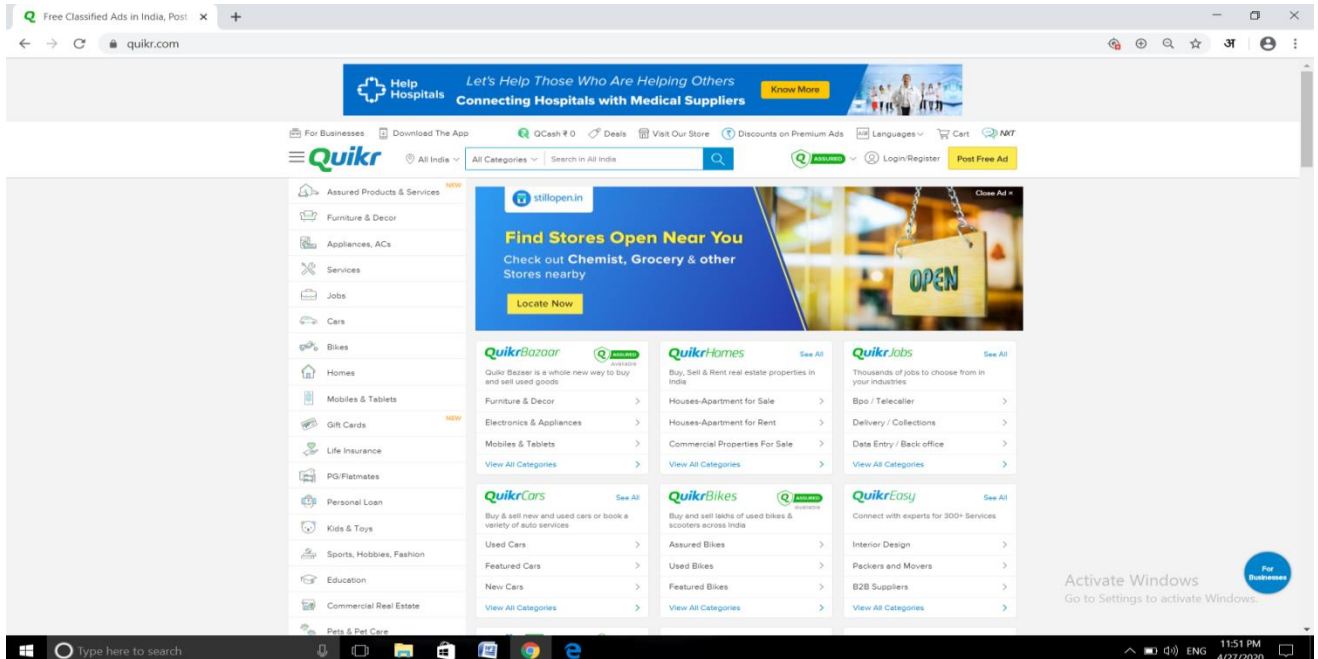 Q Free Classified Ads in India, Post
quikr.com
अ
Help Hospitals
Let's Help Those Who Are Helping Others
Connecting Hospitals with Medical Suppliers
Know More
For Businesses Download The App QCash ₹ 0 Deals Visit Our Store Discounts on Premium Ads A/अ Languages Cart NXT
Quikr All India All Categories Search in All India Q ASSURED Login/Register Post Free Ad
Assured Products & Services NEW
Furniture & Decor
Appliances, ACs
Services
Jobs
Cars
Bikes
Homes
Mobiles & Tablets
Gift Cards NEW
Life Insurance
PG/Flatmates
Personal Loan
Kids & Toys
Sports, Hobbies, Fashion
Education
Commercial Real Estate
Pets & Pet Care
stillopen.in
Close Ad ×
Find Stores Open Near You
Check out Chemist, Grocery & other
Stores nearby
Locate Now
OPEN
QuikrBazaar Q ASSURED
Available
Quikr Bazaar is a whole new way to buy
and sell used goods
Furniture & Decor
Electronics & Appliances
Mobiles & Tablets
View All Categories
QuikrHomes See All
Buy, Sell & Rent real estate properties in
India
Houses-Apartment for Sale
Houses-Apartment for Rent
Commercial Properties For Sale
View All Categories
QuikrJobs See All
Thousands of jobs to choose from in
your industries
Bpo / Telecaller
Delivery / Collections
Data Entry / Back office
View All Categories
QuikrCars See All
Buy & sell new and used cars or book a
variety of auto services
Used Cars
Featured Cars
New Cars
View All Categories
QuikrBikes Q ASSURED
Available
Buy and sell lakhs of used bikes &
scooters across India
Assured Bikes
Used Bikes
Featured Bikes
View All Categories
QuikrEasy See All
Connect with experts for 300+ Services
Interior Design
Packers and Movers
B2B Suppliers
View All Categories
For
Businesses
Activate Windows
Go to Settings to activate Windows.
Type here to search
ENG
11:51 PM
4/27/2020